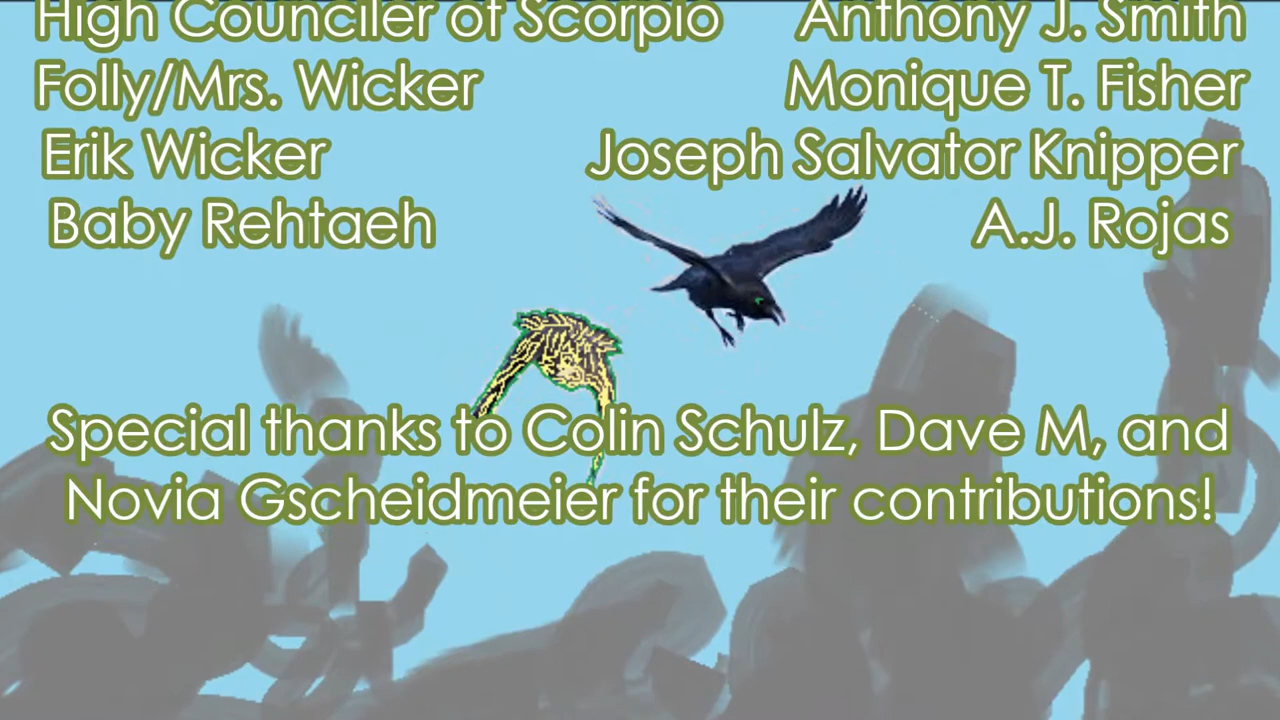 High Counciler of Scorpio Anthony J. Smith
Folly/Mrs. Wicker Monique T. Fisher
Erik Wicker Joseph Salvator Knipper
Baby Rehtaeh A.J. Rojas
Special thanks to Colin Schulz, Dave M, and
Novia Gscheidmeier for their contributions!